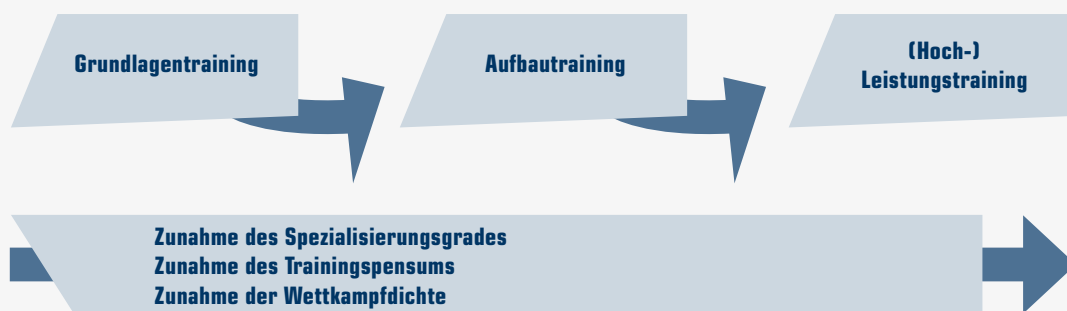 Grundlagentraining
Aufbautraining
(Hoch-)
Leistungstraining
Zunahme des Spezialisierungsgrades
Zunahme des Trainingspensums
Zunahme der Wettkampfdichte